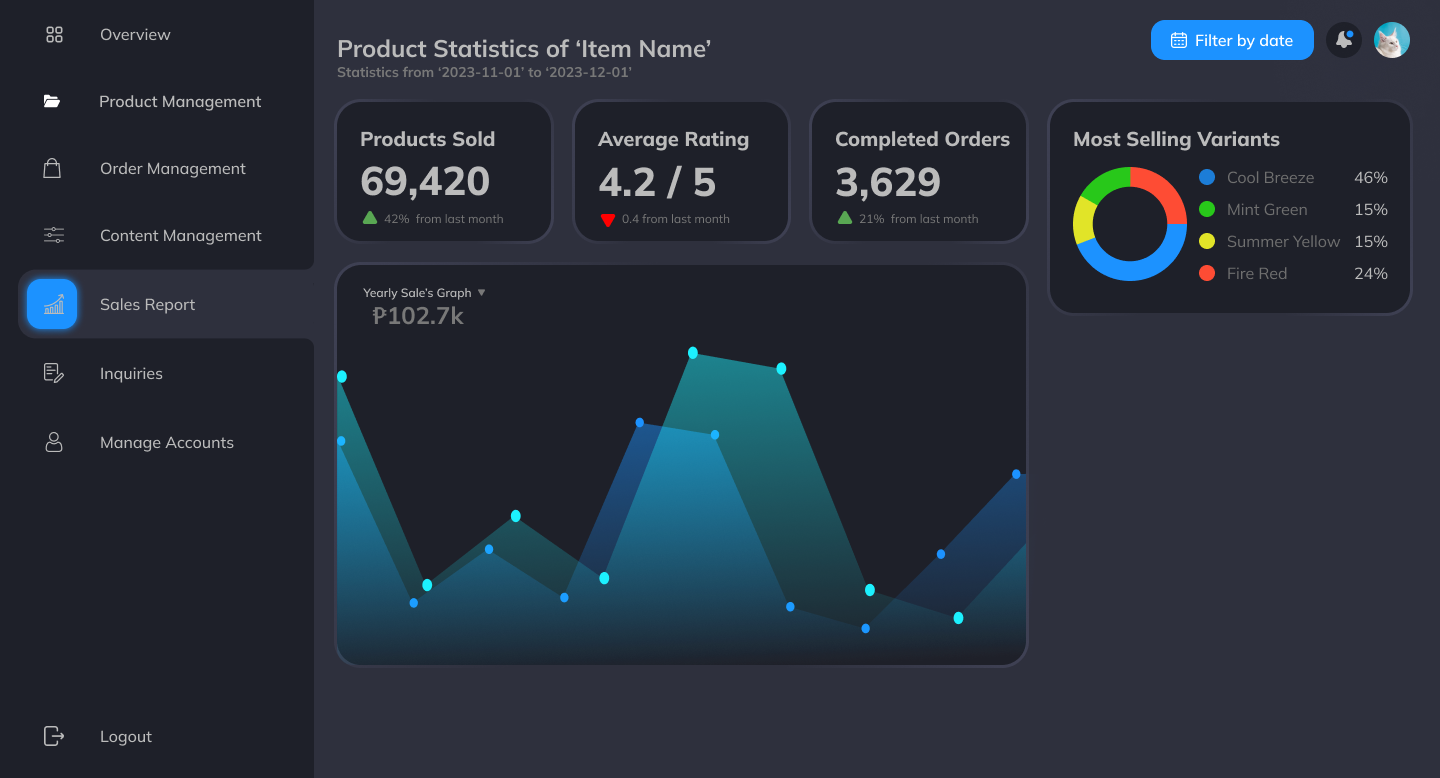 Overview
Product Management
Order Management
Content Management
Sales Report
Inquiries
Manage Accounts
Logout
Product Statistics of ‘Item Name’
Statistics from ‘2023-11-01’ to ‘2023-12-01’
Filter by date
Products Sold
69,420
42% from last month
Average Rating
4.2 / 5
0.4 from last month
Completed Orders
3,629
21% from last month
Most Selling Variants
Cool Breeze 46%
Mint Green 15%
Summer Yellow 15%
Fire Red 24%
Yearly Sale’s Graph
₱102.7k